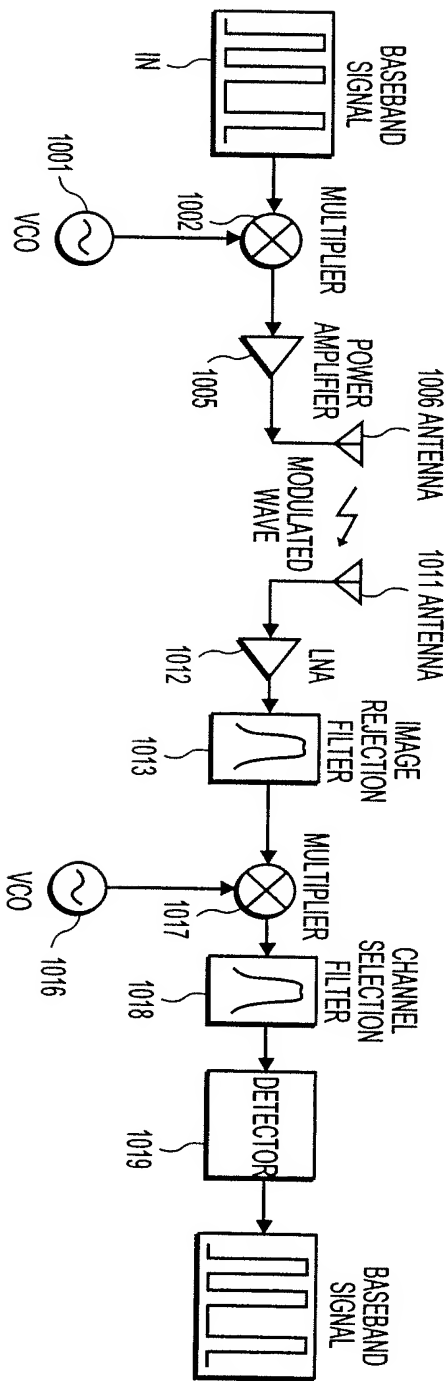 BASEBAND
SIGNAL
IN
MULTIPLIER
1002
1001
VCO
POWER
AMPLIFIER
1005
1006 ANTENNA
MODULATED
WAVE
1011 ANTENNA
LNA
1012
IMAGE
REJECTION
FILTER
1013
MULTIPLIER
1017
1016
VCO
CHANNEL
SELECTION
FILTER
1018
DETECTOR
1019
BASEBAND
SIGNAL